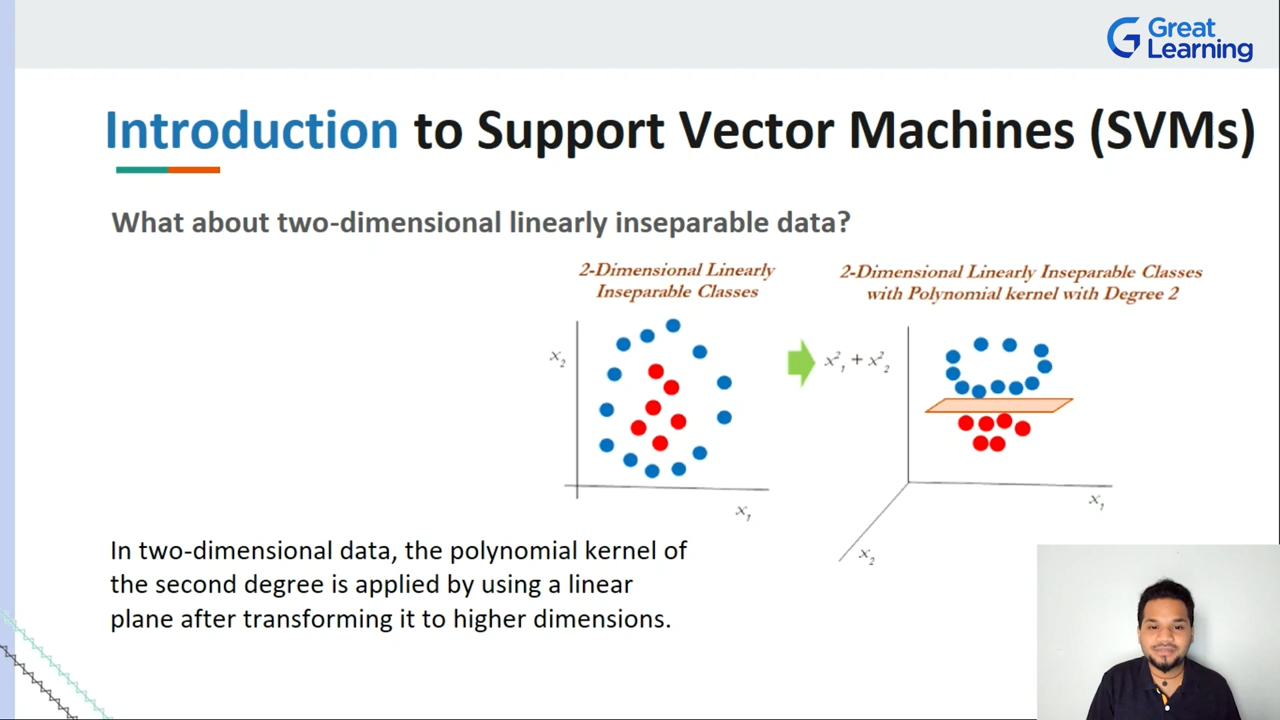 Great
Learning
Introduction to Support Vector Machines (SVMs)
What about two-dimensional linearly inseparable data?
2-Dimensional Linearly
Inseparable Classes
2-Dimensional Linearly Inseparable Classes
with Polynomial kernel with Degree 2
x₂
x²₁ + x²₂
x₁
x₁
x₂
In two-dimensional data, the polynomial kernel of
the second degree is applied by using a linear
plane after transforming it to higher dimensions.